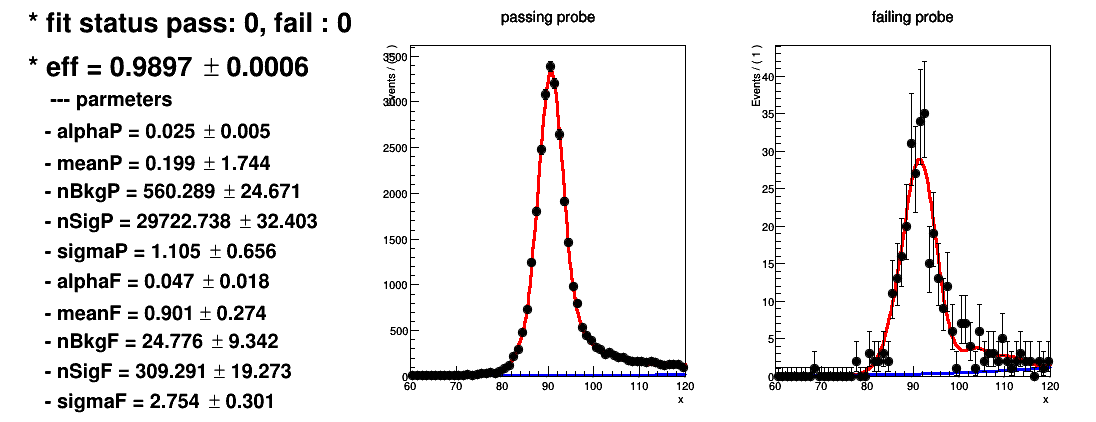 * fit status pass: 0, fail : 0
* eff = 0.9897 ± 0.0006
--- parmeters
- alphaP = 0.025 ± 0.005
- meanP = 0.199 ± 1.744
- nBkgP = 560.289 ± 24.671
- nSigP = 29722.738 ± 32.403
- sigmaP = 1.105 ± 0.656
- alphaF = 0.047 ± 0.018
- meanF = 0.901 ± 0.274
- nBkgF = 24.776 ± 9.342
- nSigF = 309.291 ± 19.273
- sigmaF = 2.754 ± 0.301
passing probe
Events / ( 1 )
3500
3000
2500
2000
1500
1000
500
0
60 70 80 90 100 110 120
x
failing probe
Events / ( 1 )
40
35
30
25
20
15
10
5
0
60 70 80 90 100 110 120
x